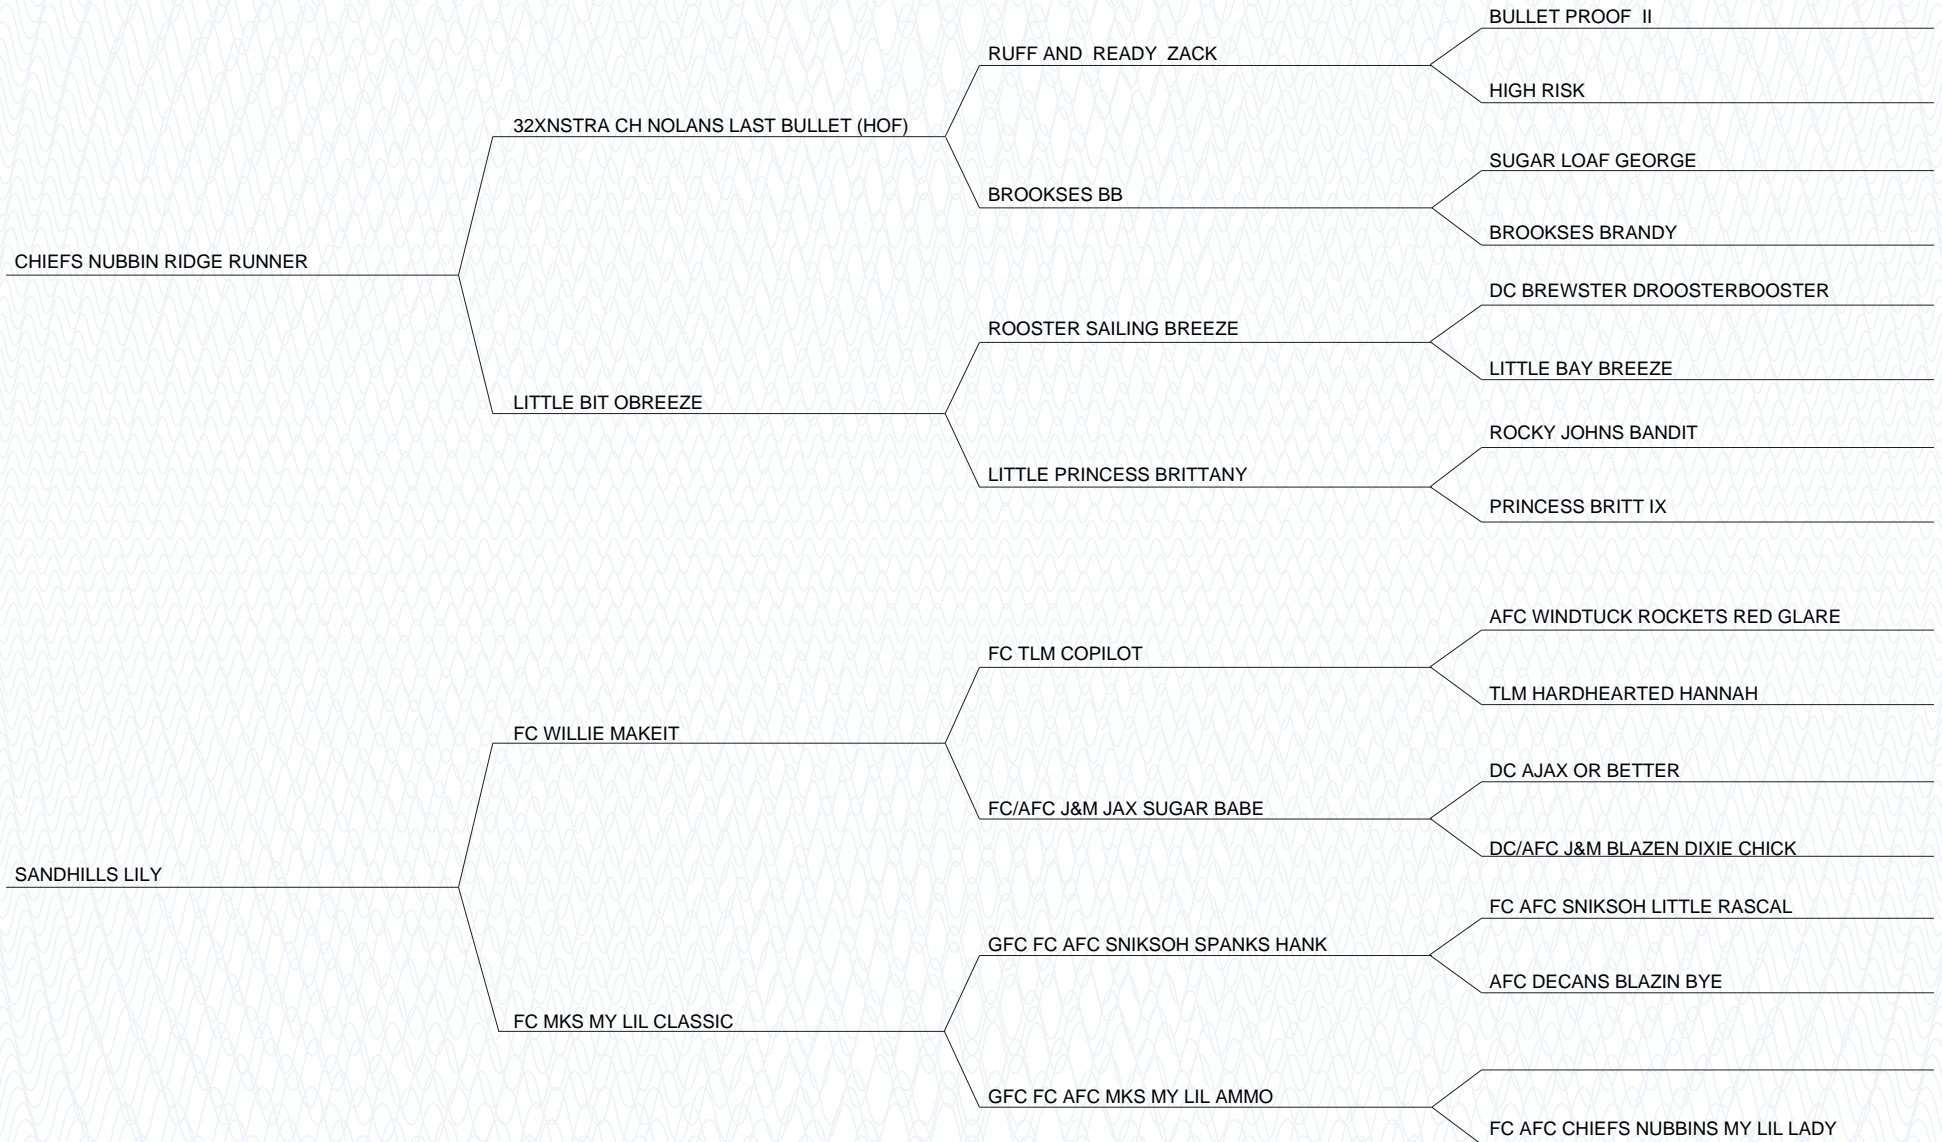 BULLET PROOF  II
RUFF AND  READY  ZACK
HIGH RISK
32XNSTRA CH NOLANS LAST BULLET (HOF)
SUGAR LOAF GEORGE
BROOKSES BB
BROOKSES BRANDY
CHIEFS NUBBIN RIDGE RUNNER
DC BREWSTER DROOSTERBOOSTER
ROOSTER SAILING BREEZE
LITTLE BAY BREEZE
LITTLE BIT OBREEZE
ROCKY JOHNS BANDIT
LITTLE PRINCESS BRITTANY
PRINCESS BRITT IX
AFC WINDTUCK ROCKETS RED GLARE
FC TLM COPILOT
TLM HARDHEARTED HANNAH
FC WILLIE MAKEIT
DC AJAX OR BETTER
FC/AFC J&M JAX SUGAR BABE
DC/AFC J&M BLAZEN DIXIE CHICK
SANDHILLS LILY
FC AFC SNIKSOH LITTLE RASCAL
GFC FC AFC SNIKSOH SPANKS HANK
AFC DECANS BLAZIN BYE
FC MKS MY LIL CLASSIC
GFC FC AFC MKS MY LIL AMMO
FC AFC CHIEFS NUBBINS MY LIL LADY